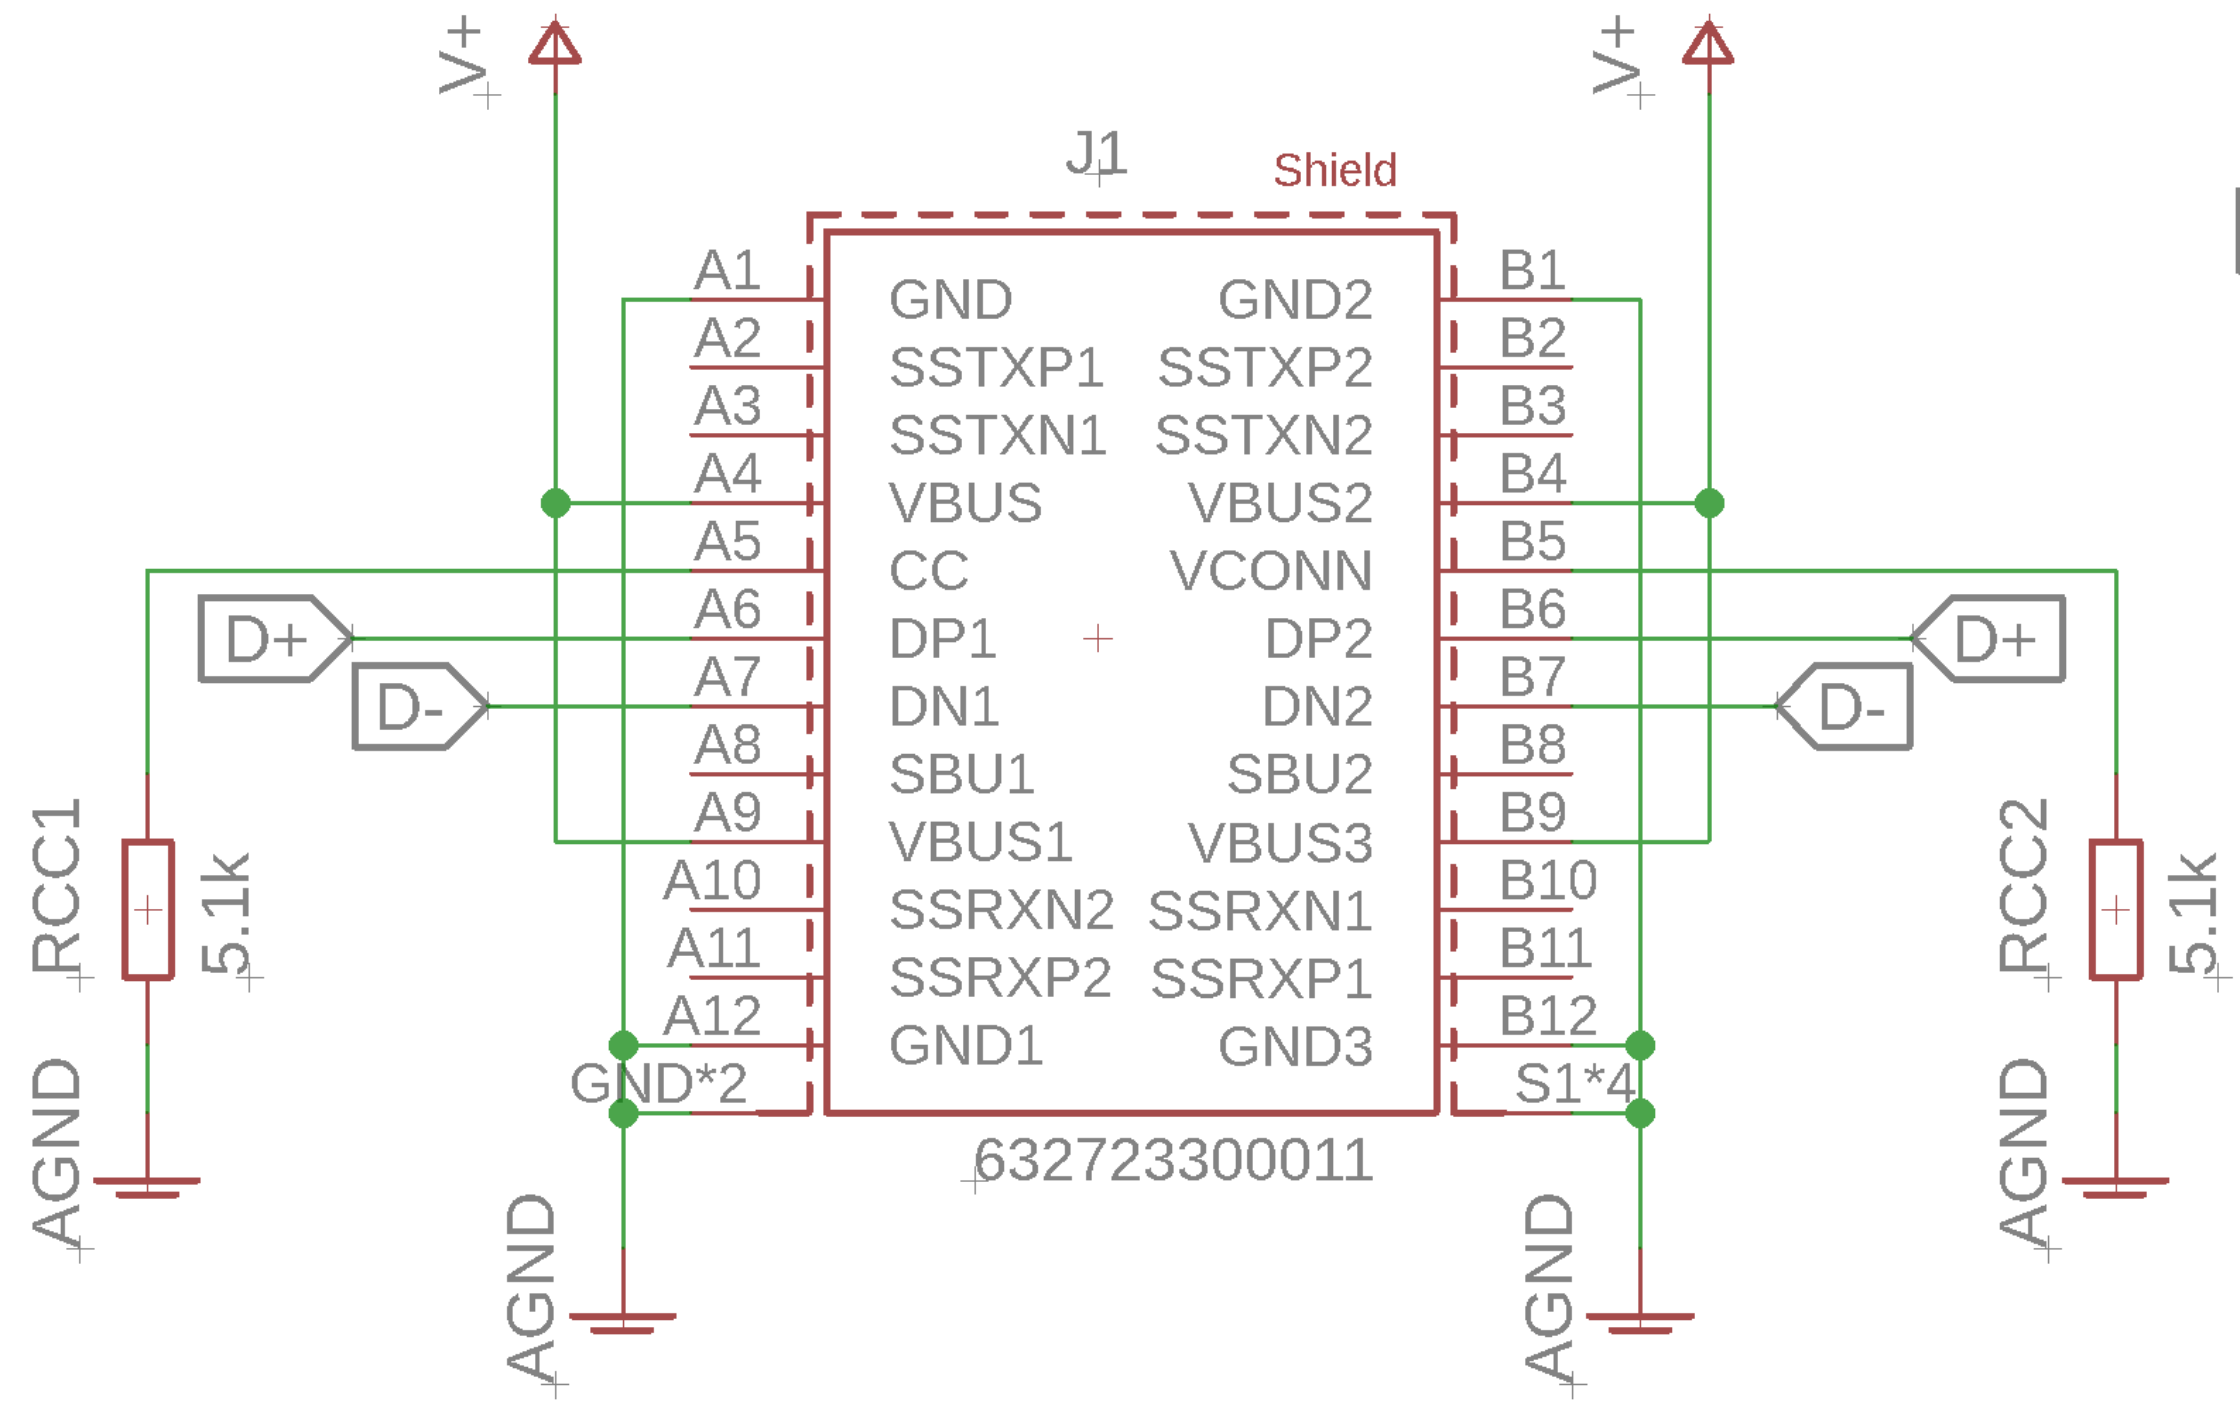 V+
V+
J1
Shield
A1 GND GND2 B1
A2 SSTXP1 SSTXP2 B2
A3 SSTXN1 SSTXN2 B3
A4 VBUS VBUS2 B4
A5 CC VCONN B5
D+ A6 DP1 DP2 B6 D+
D- A7 DN1 DN2 B7 D-
A8 SBU1 SBU2 B8
A9 VBUS1 VBUS3 B9
A10 SSRXN2 SSRXN1 B10
A11 SSRXP2 SSRXP1 B11
A12 GND1 GND3 B12
GND*2 S1*4
632723300011
RCC1
5.1k
RCC2
5.1k
AGND
AGND
AGND
AGND